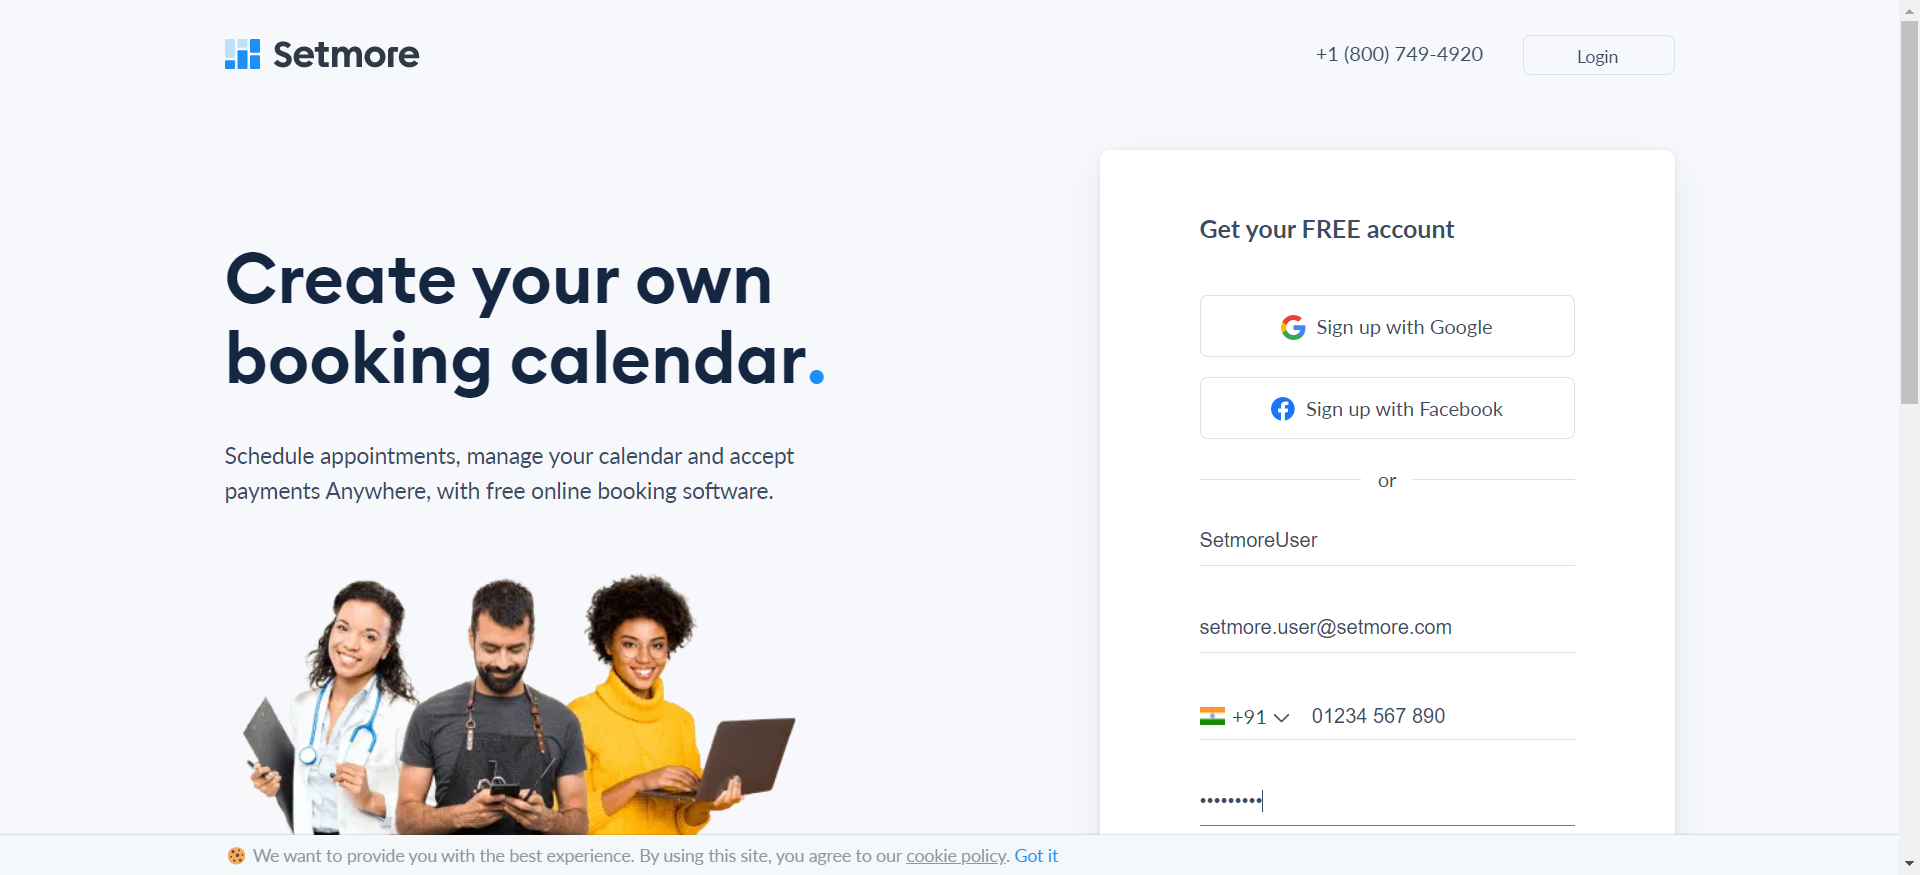 Setmore
+1 (800) 749-4920
Login
Create your own
booking calendar.
Schedule appointments, manage your calendar and accept
payments Anywhere, with free online booking software.
Get your FREE account
Sign up with Google
Sign up with Facebook
or
SetmoreUser
setmore.user@setmore.com
+91 01234 567 890
•••••••••
We want to provide you with the best experience. By using this site, you agree to our cookie policy. Got it